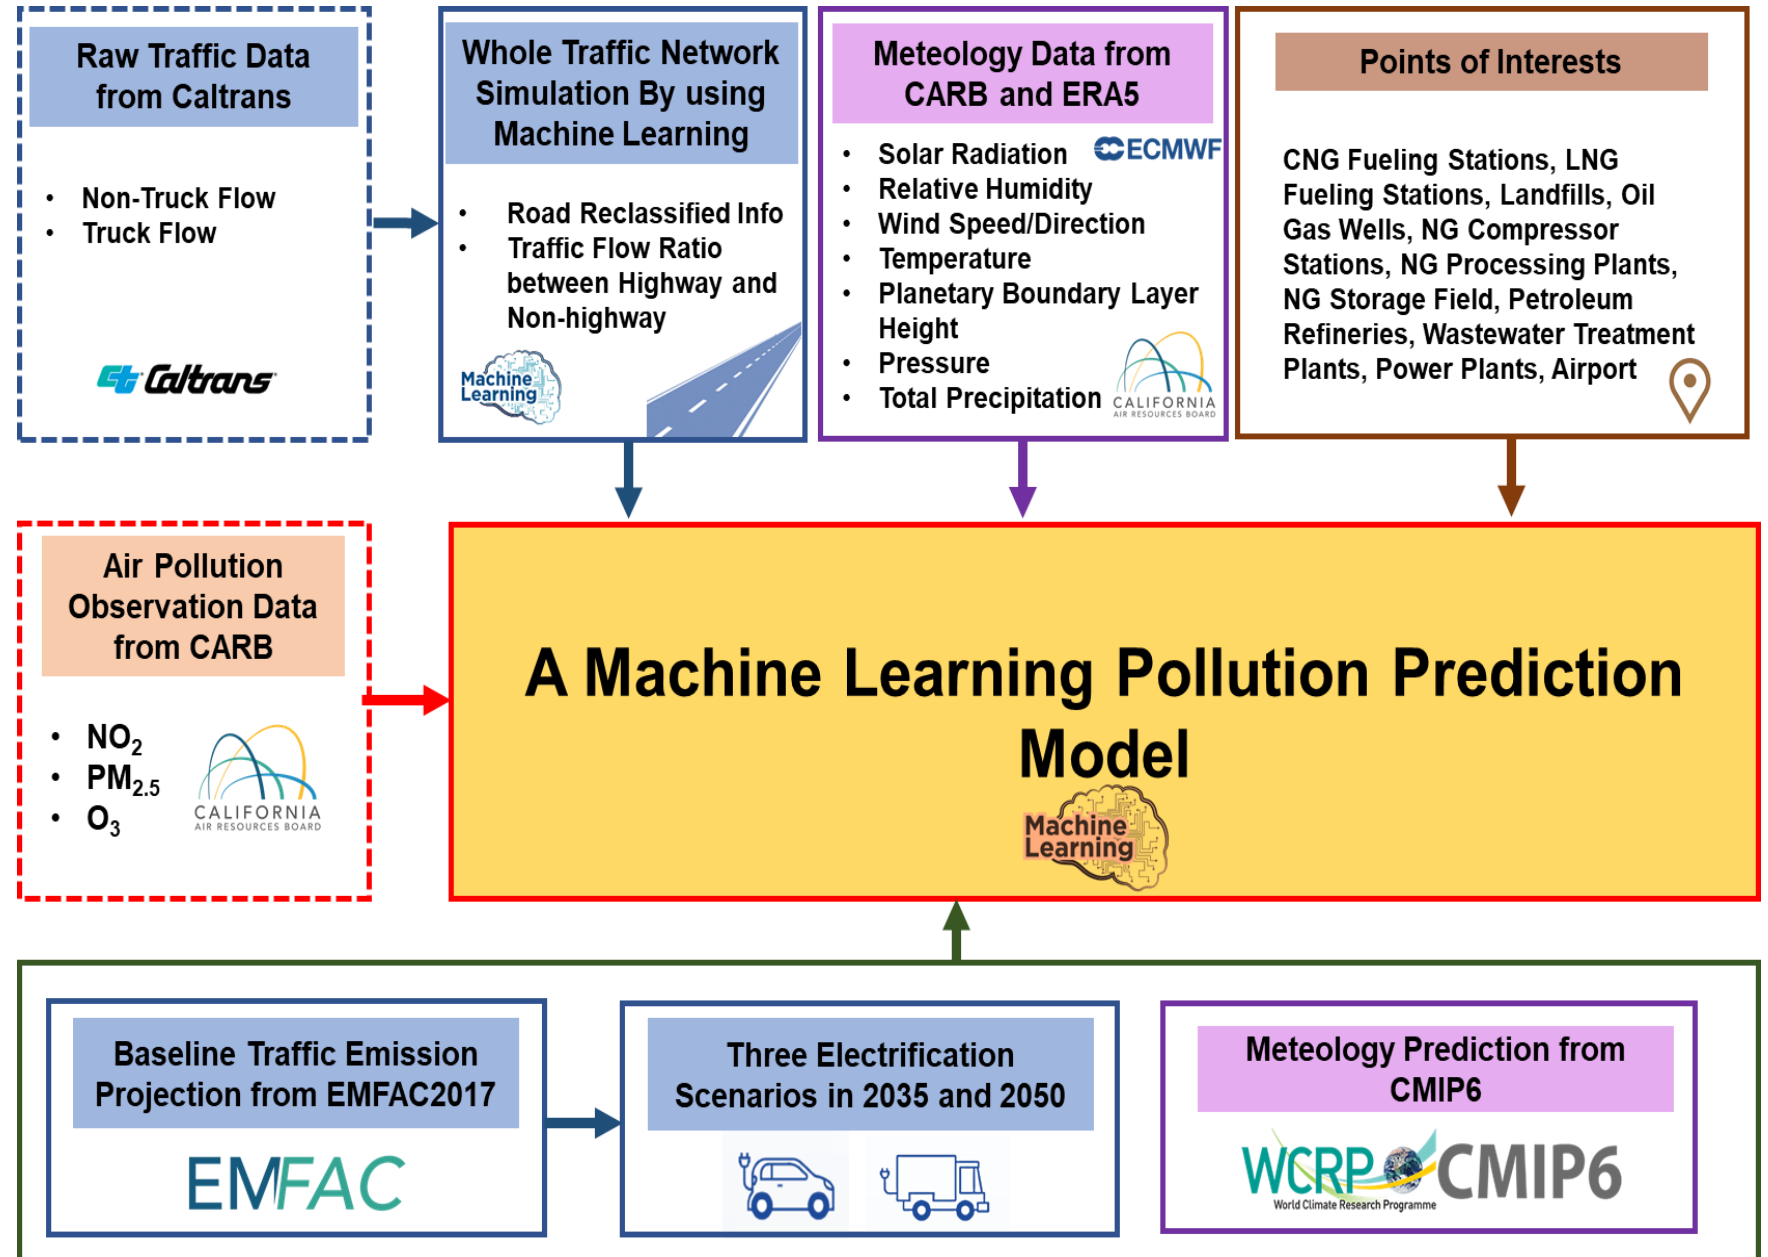 Raw Traffic Data
from Caltrans
• Non-Truck Flow
• Truck Flow
Caltrans
Whole Traffic Network
Simulation By using
Machine Learning
• Road Reclassified Info
• Traffic Flow Ratio
between Highway and
Non-highway
Machine
Learning
Meteology Data from
CARB and ERA5
• Solar Radiation
ECMWF
• Relative Humidity
• Wind Speed/Direction
• Temperature
• Planetary Boundary Layer
Height
• Pressure
• Total Precipitation
CALIFORNIA
AIR RESOURCES BOARD
Points of Interests
CNG Fueling Stations, LNG
Fueling Stations, Landfills, Oil
Gas Wells, NG Compressor
Stations, NG Processing Plants,
NG Storage Field, Petroleum
Refineries, Wastewater Treatment
Plants, Power Plants, Airport
Air Pollution
Observation Data
from CARB
• NO₂
• PM₂.₅
• O₃
CALIFORNIA
AIR RESOURCES BOARD
A Machine Learning Pollution Prediction
Model
Machine
Learning
Baseline Traffic Emission
Projection from EMFAC2017
EMFAC
Three Electrification
Scenarios in 2035 and 2050
Meteology Prediction from
CMIP6
WCRP CMIP6
World Climate Research Programme